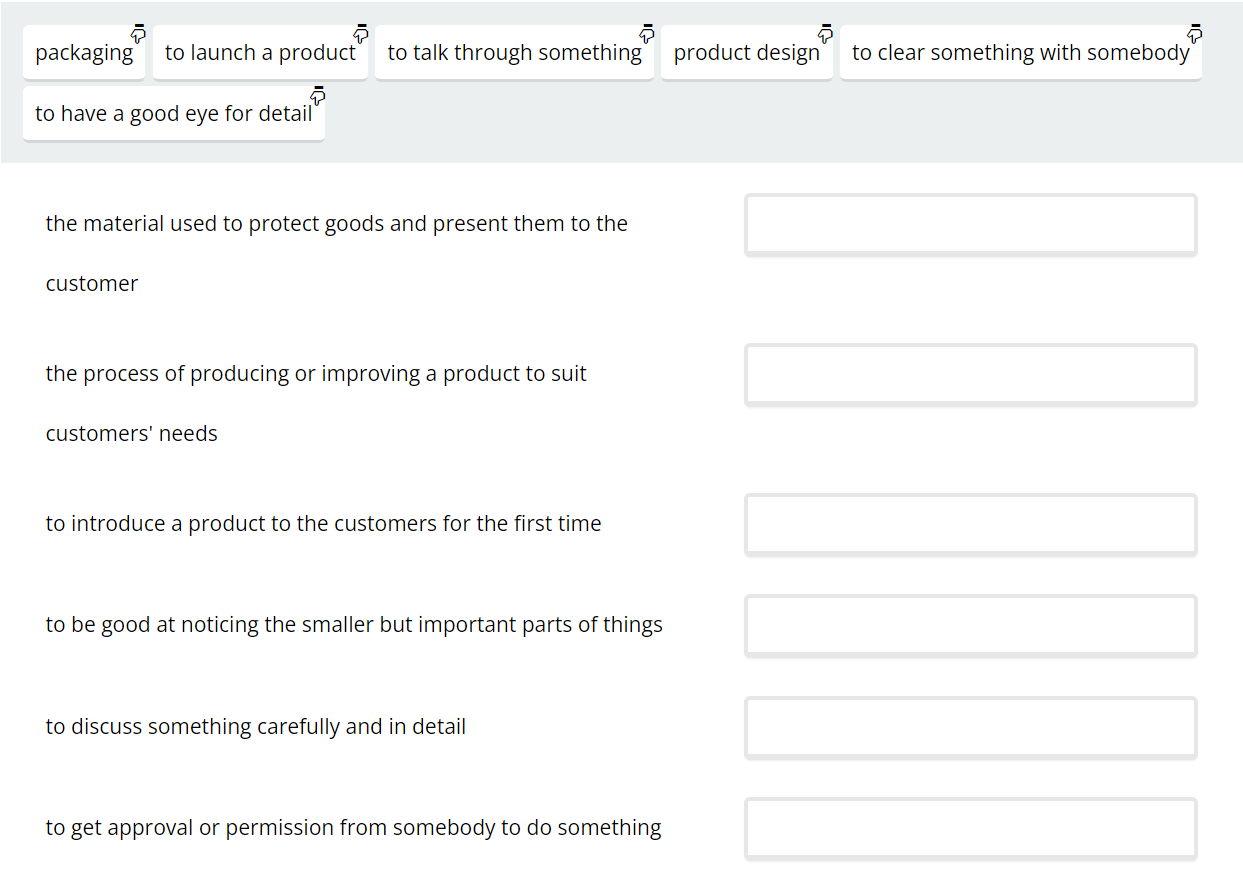 packaging to launch a product to talk through something product design to clear something with somebody
to have a good eye for detail
the material used to protect goods and present them to the
customer
the process of producing or improving a product to suit
customers' needs
to introduce a product to the customers for the first time
to be good at noticing the smaller but important parts of things
to discuss something carefully and in detail
to get approval or permission from somebody to do something